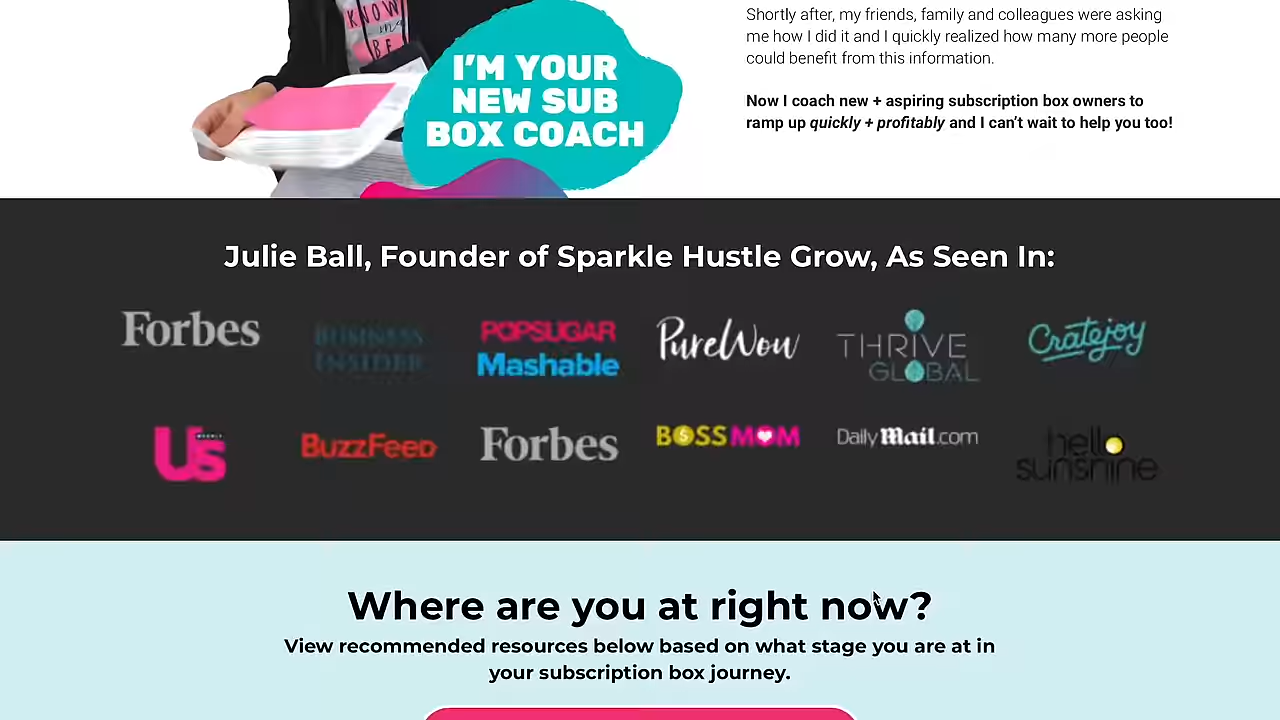 KNOW
BE
I'M YOUR
NEW SUB
BOX COACH
Shortly after, my friends, family and colleagues were asking
me how I did it and I quickly realized how many more people
could benefit from this information.
Now I coach new + aspiring subscription box owners to
ramp up quickly + profitably and I can't wait to help you too!
Julie Ball, Founder of Sparkle Hustle Grow, As Seen In:
Forbes
BUSINESS
INSIDER
POPSUGAR
Mashable
PureWow
THRIVE
GLOBAL
Cratejoy
Us
WEEKLY
BuzzFeed
Forbes
BOSS MOM
DailyMail.com
hello
sunshine
Where are you at right now?
View recommended resources below based on what stage you are at in
your subscription box journey.